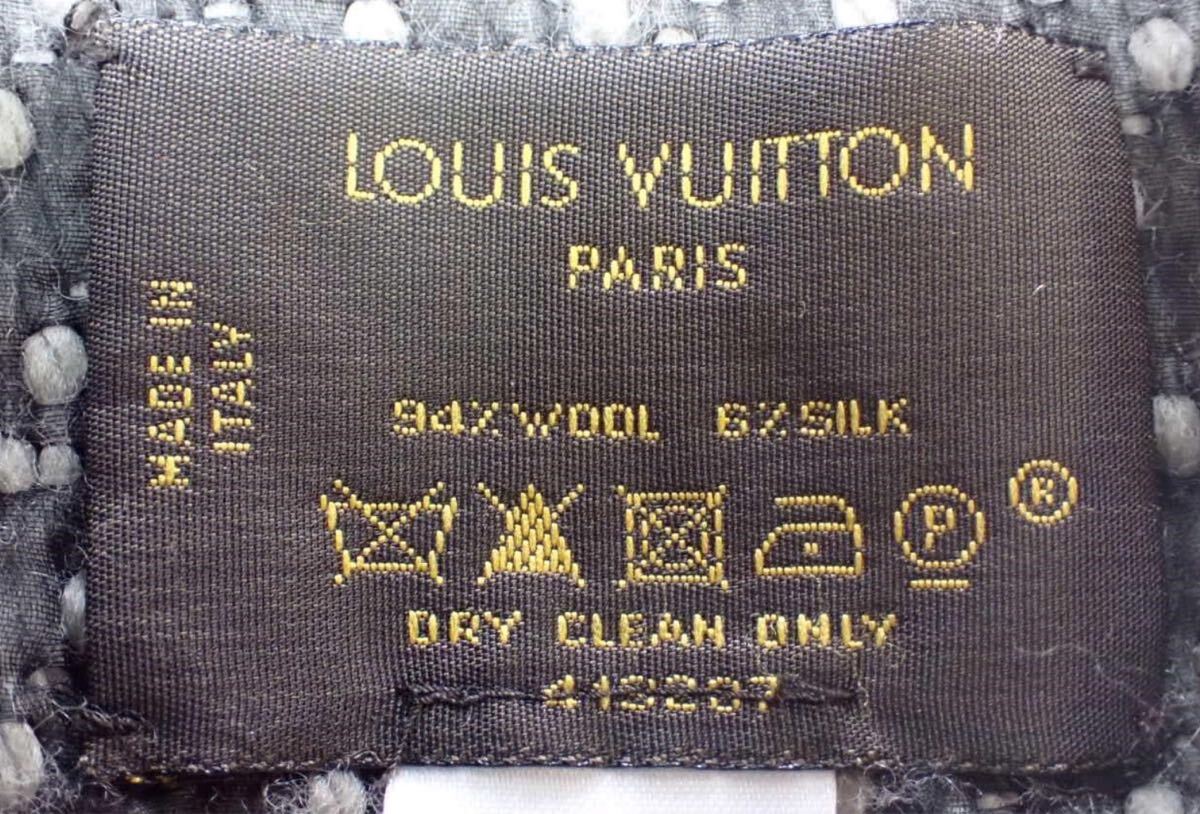 LOUIS VUITTON
PARIS
MADE IN
ITALY
94% WOOL 6% SILK
P
®
DRY CLEAN ONLY